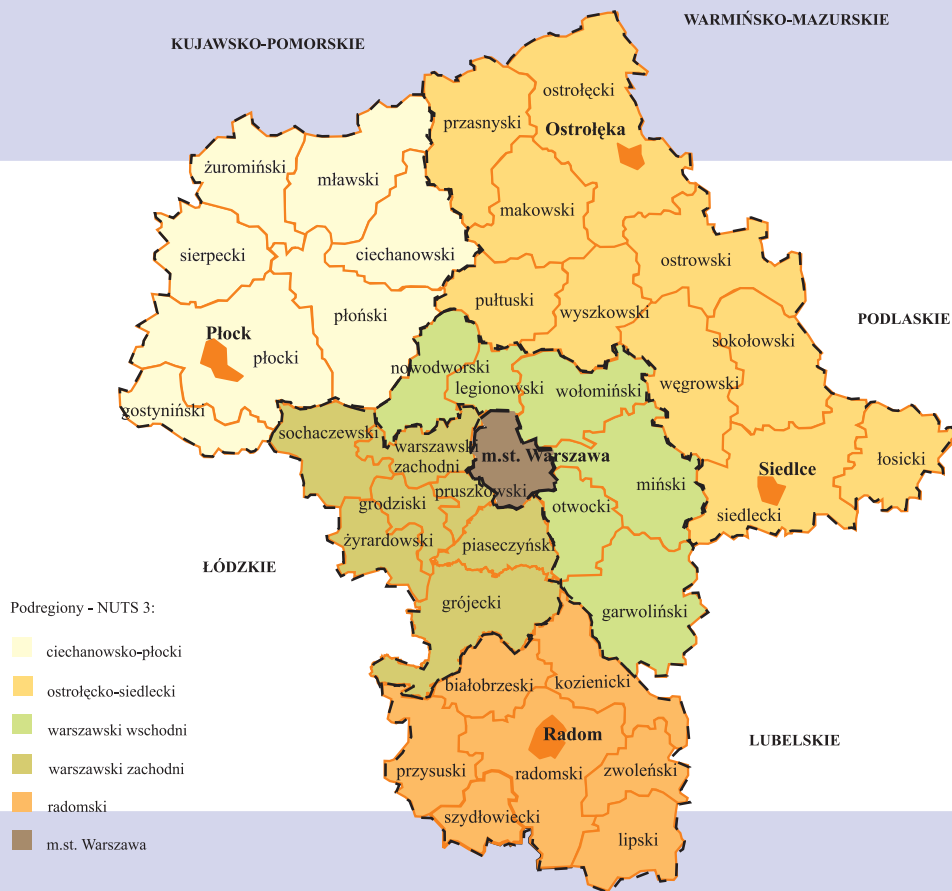 WARMIŃSKO-MAZURSKIE
KUJAWSKO-POMORSKIE
ostrołęcki
przasnyski
Ostrołęka
żuromiński
mławski
makowski
sierpecki
ciechanowski
ostrowski
pułtuski
wyszkowski
płoński
PODLASKIE
Płock
płocki
sokołowski
nowodworski
legionowski
wołomiński
węgrowski
gostyniński
sochaczewski
warszawski
zachodni
m.st. Warszawa
Siedlce
łosicki
miński
pruszkowski
grodziski
otwocki
siedlecki
żyrardowski
piaseczyńsk
ŁÓDZKIE
grójecki
garwoliński
Podregiony - NUTS 3:
ciechanowsko-płocki
ostrołęcko-siedlecki
warszawski wschodni
warszawski zachodni
radomski
m.st. Warszawa
białobrzeski
kozienicki
Radom
LUBELSKIE
przysuski
radomski
zwoleński
szydłowiecki
lipski